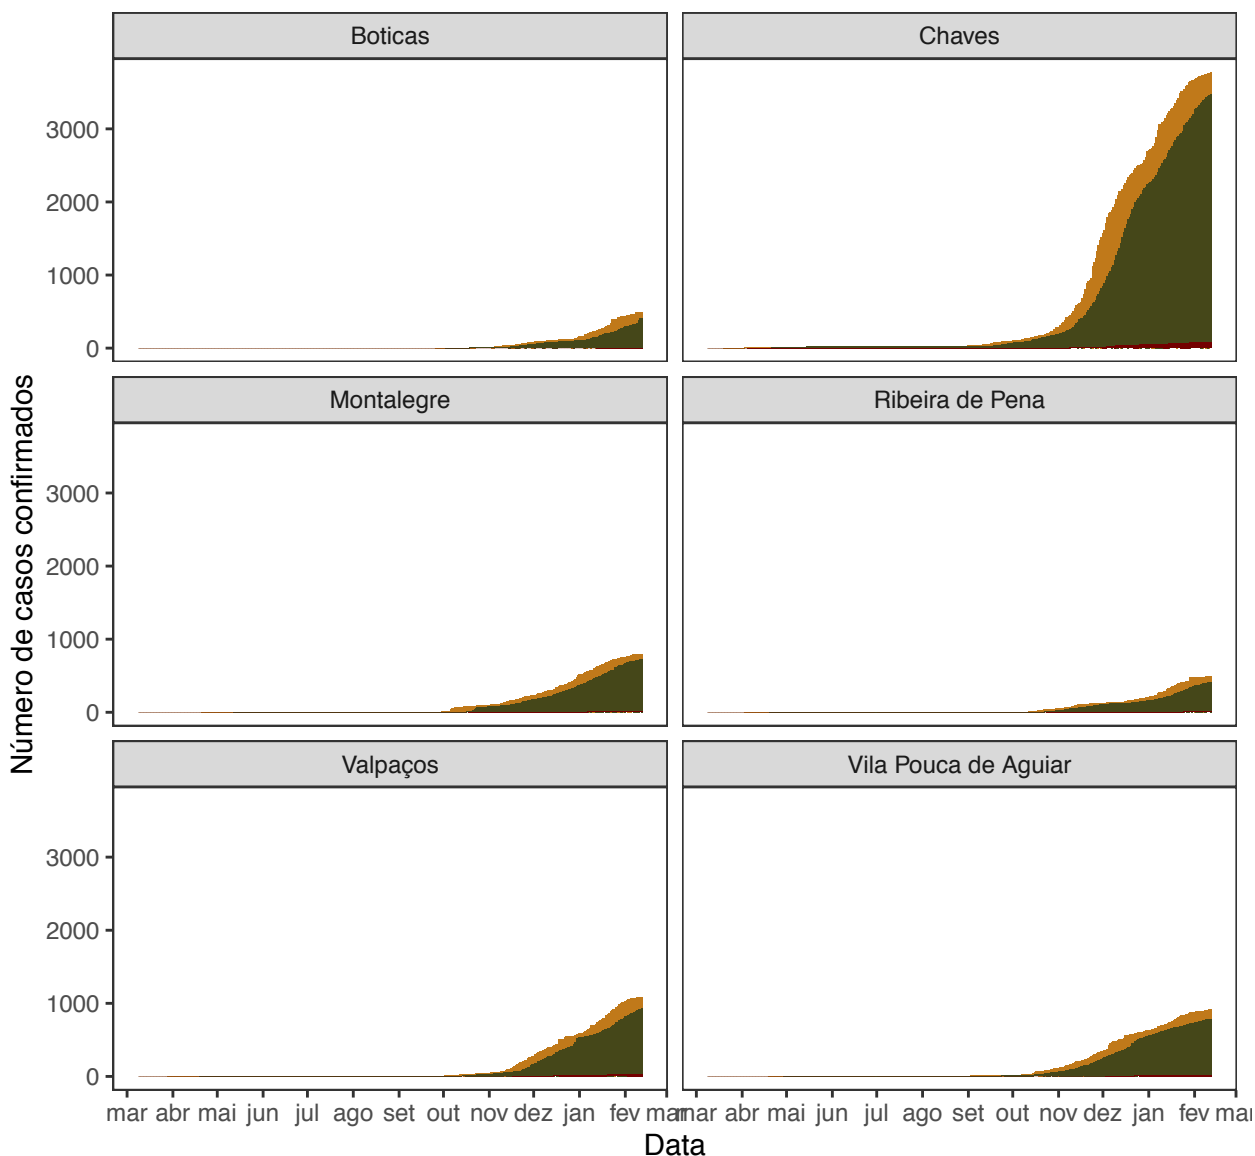 Boticas
Chaves
3000
2000
1000
0
Montalegre
Ribeira de Pena
3000
2000
1000
0
Número de casos confirmados
Valpaços
Vila Pouca de Aguiar
3000
2000
1000
0
mar abr mai jun jul ago set out nov dez jan fev mar
mar abr mai jun jul ago set out nov dez jan fev mar
Data